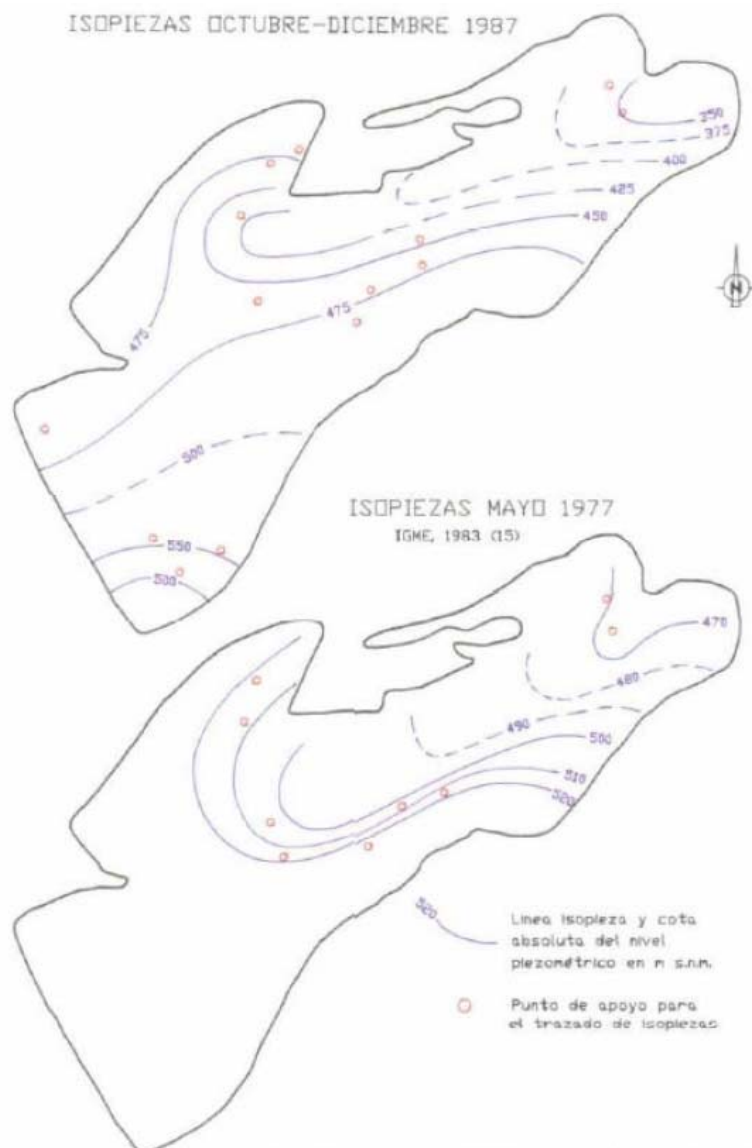 ISOPIEZAS OCTUBRE-DICIEMBRE 1987
350
375
400
425
450
475
475
N
500
550
500
ISOPIEZAS MAYO 1977
IGME, 1983 (15)
470
480
490
500
510
520
520
Linea isopieza y cota
absoluta del nivel
piezométrico en m s.n.m.
Punto de apoyo para
el trazado de isopiezas